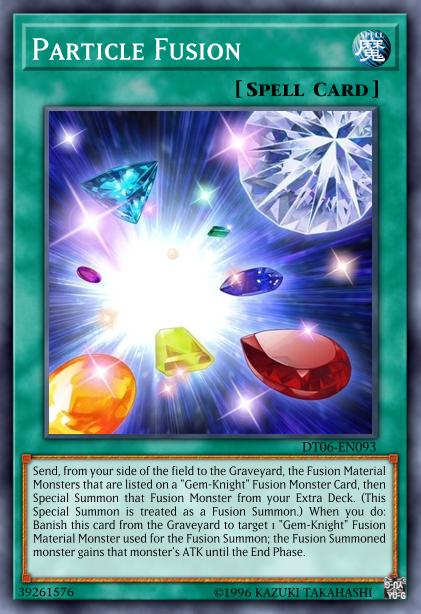 PARTICLE FUSION
SPELL
魔
[SPELL CARD]
DT06-EN093
Send, from your side of the field to the Graveyard, the Fusion Material
Monsters that are listed on a "Gem-Knight" Fusion Monster Card, then
Special Summon that Fusion Monster from your Extra Deck. (This
Special Summon is treated as a Fusion Summon.) When you do:
Banish this card from the Graveyard to target 1 "Gem-Knight" Fusion
Material Monster used for the Fusion Summon; the Fusion Summoned
monster gains that monster's ATK until the End Phase.
39261576
©1996 KAZUKI TAKAHASHI